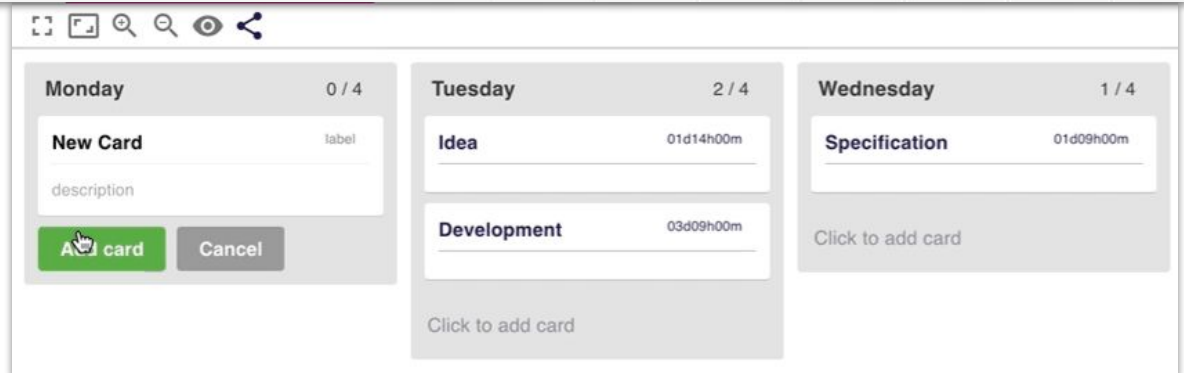 Monday 0 / 4
New Card label
description
Add card Cancel
Tuesday 2 / 4
Idea 01d14h00m
Development 03d09h00m
Click to add card
Wednesday 1 / 4
Specification 01d09h00m
Click to add card